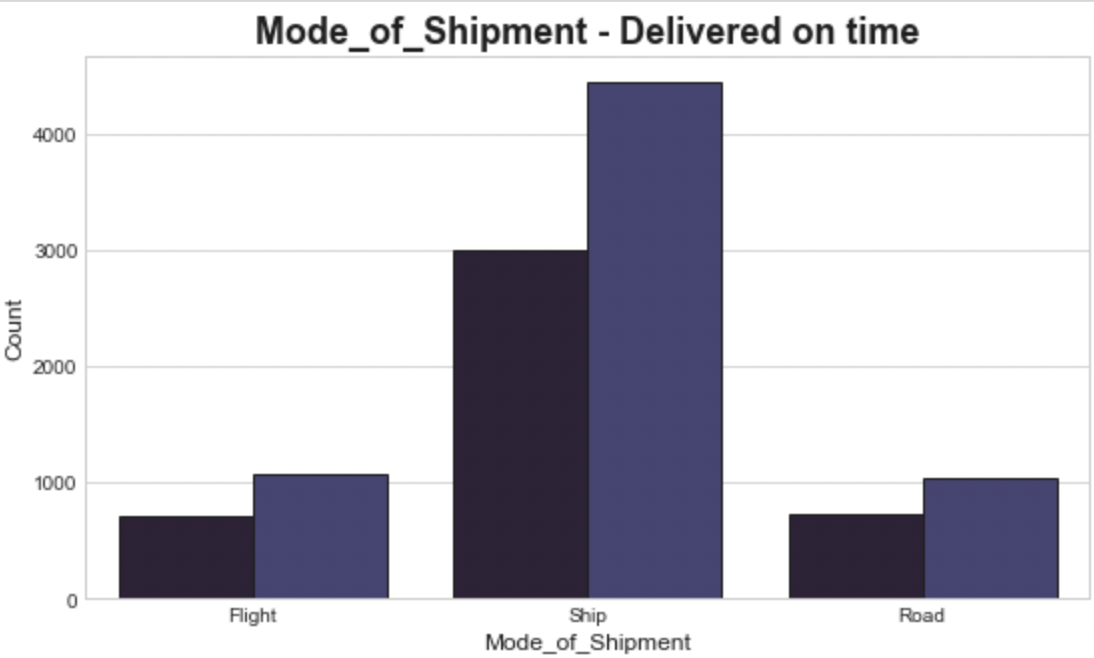 Mode_of_Shipment - Delivered on time
4000
3000
2000
1000
0
Count
Flight Ship Road
Mode_of_Shipment